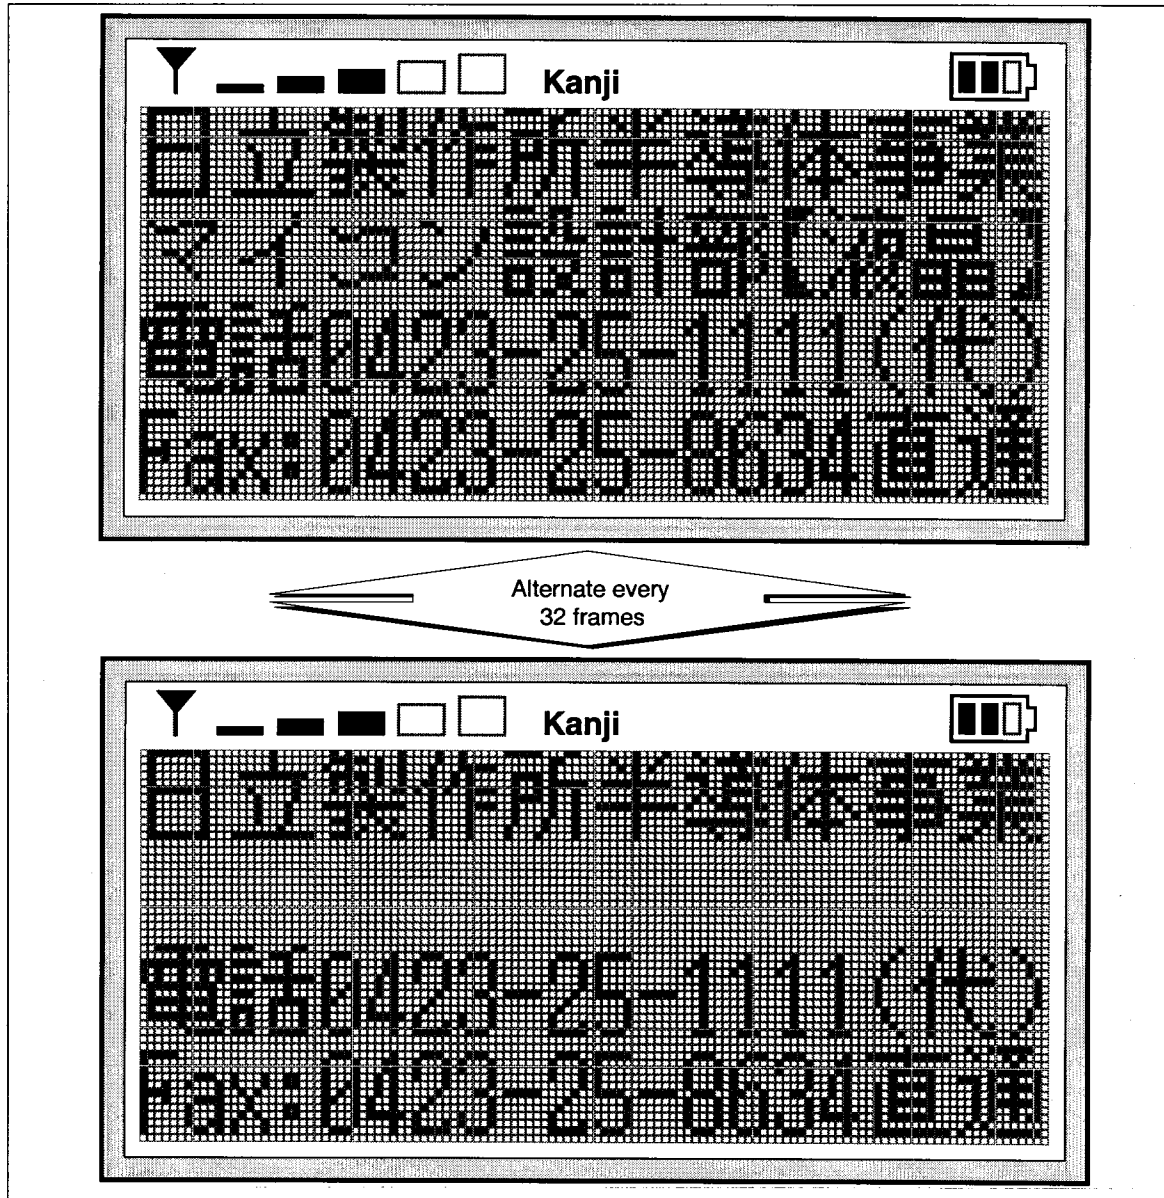 Kanji
日立製作所半導体事業
マイコン設計部
電話0423-25-1111(代)
Fax:0423-25-8634直通
Alternate every
32 frames
Kanji
日立製作所半導体事業
電話0423-25-1111(代)
Fax:0423-25-8634直通